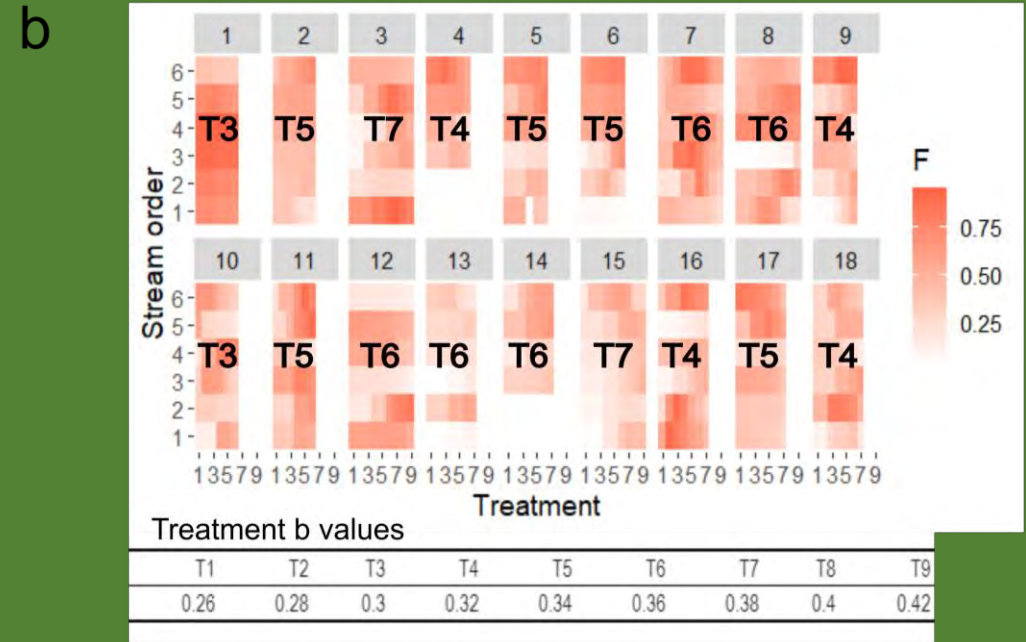 b
1 2 3 4 5 6 7 8 9
6
5
4 T3 T5 T7 T4 T5 T5 T6 T6 T4
3
2
1
Stream order
F
0.75
0.50
0.25
10 11 12 13 14 15 16 17 18
6
5
4 T3 T5 T6 T6 T6 T7 T4 T5 T4
3
2
1
13579 13579 13579 13579 13579 13579 13579 13579 13579
Treatment
Treatment b values
T1 T2 T3 T4 T5 T6 T7 T8 T9
0.26 0.28 0.3 0.32 0.34 0.36 0.38 0.4 0.42